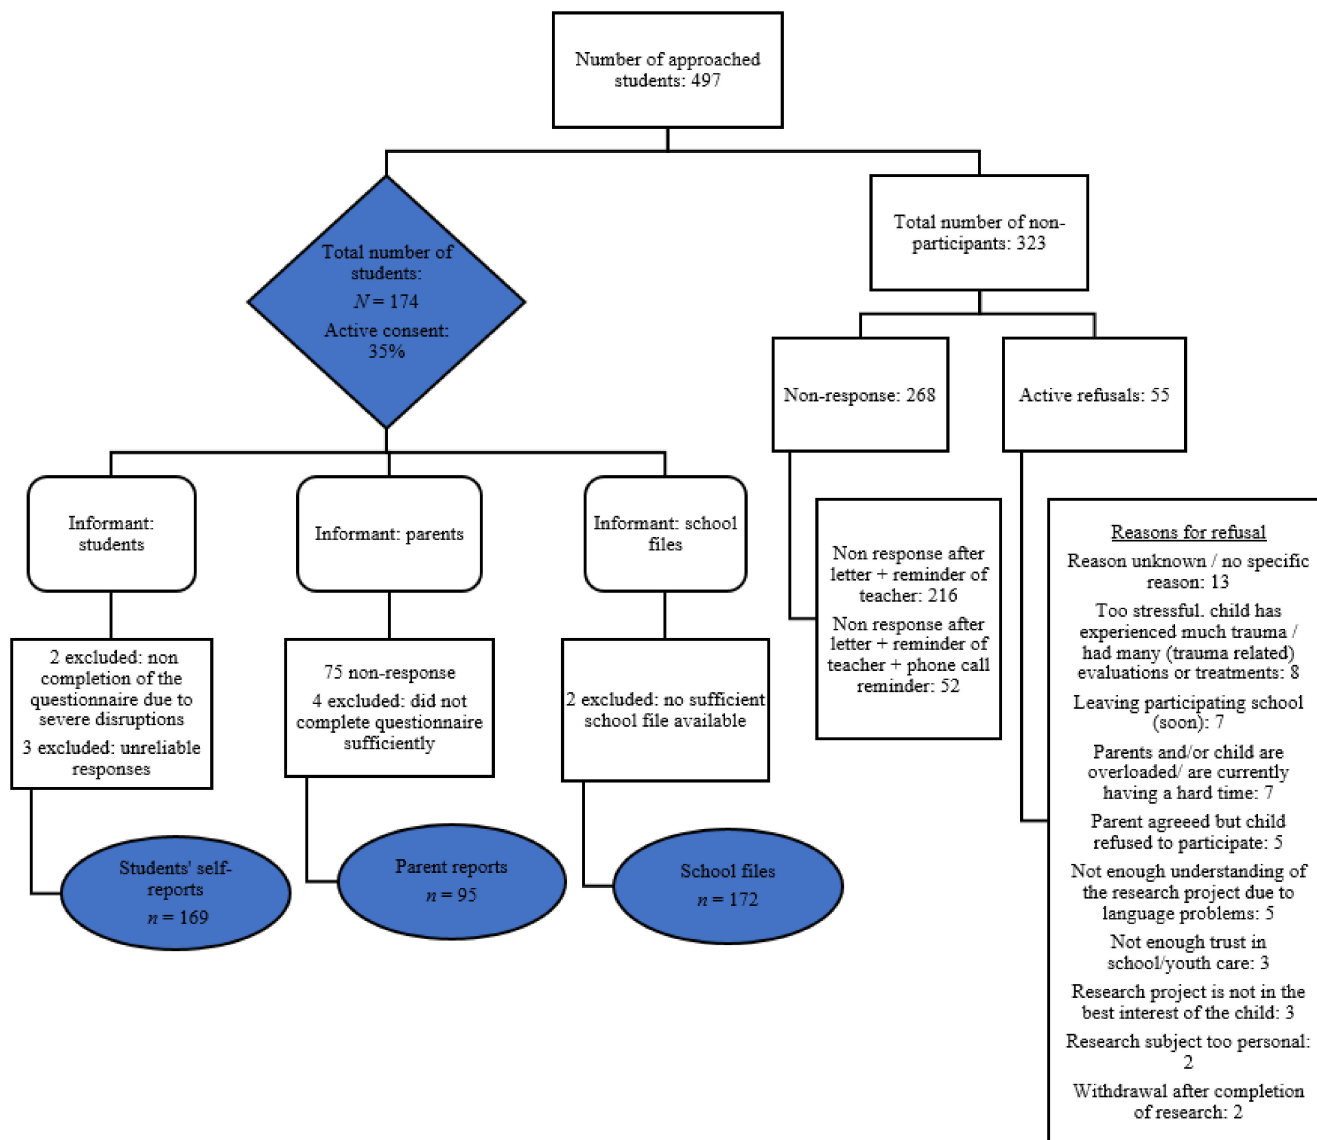 Number of approached
students: 497
Total number of
students:
N = 174
Active consent:
35%
Total number of non-
participants: 323
Non-response: 268
Active refusals: 55
Informant:
students
Informant: parents
Informant: school
files
2 excluded: non
completion of the
questionnaire due to
severe disruptions
3 excluded: unreliable
responses
75 non-response
4 excluded: did not
complete questionnaire
sufficiently
2 excluded: no sufficient
school file available
Non response after
letter + reminder of
teacher: 216
Non response after
letter + reminder of
teacher + phone call
reminder: 52
Reasons for refusal
Reason unknown / no specific
reason: 13
Too stressful. child has
experienced much trauma /
had many (trauma related)
evaluations or treatments: 8
Leaving participating school
(soon): 7
Parents and/or child are
overloaded/ are currently
having a hard time: 7
Parent agreeed but child
refused to participate: 5
Not enough understanding of
the research project due to
language problems: 5
Not enough trust in
school/youth care: 3
Research project is not in the
best interest of the child: 3
Research subject too personal:
2
Withdrawal after completion
of research: 2
Students' self-
reports
n = 169
Parent reports
n = 95
School files
n = 172